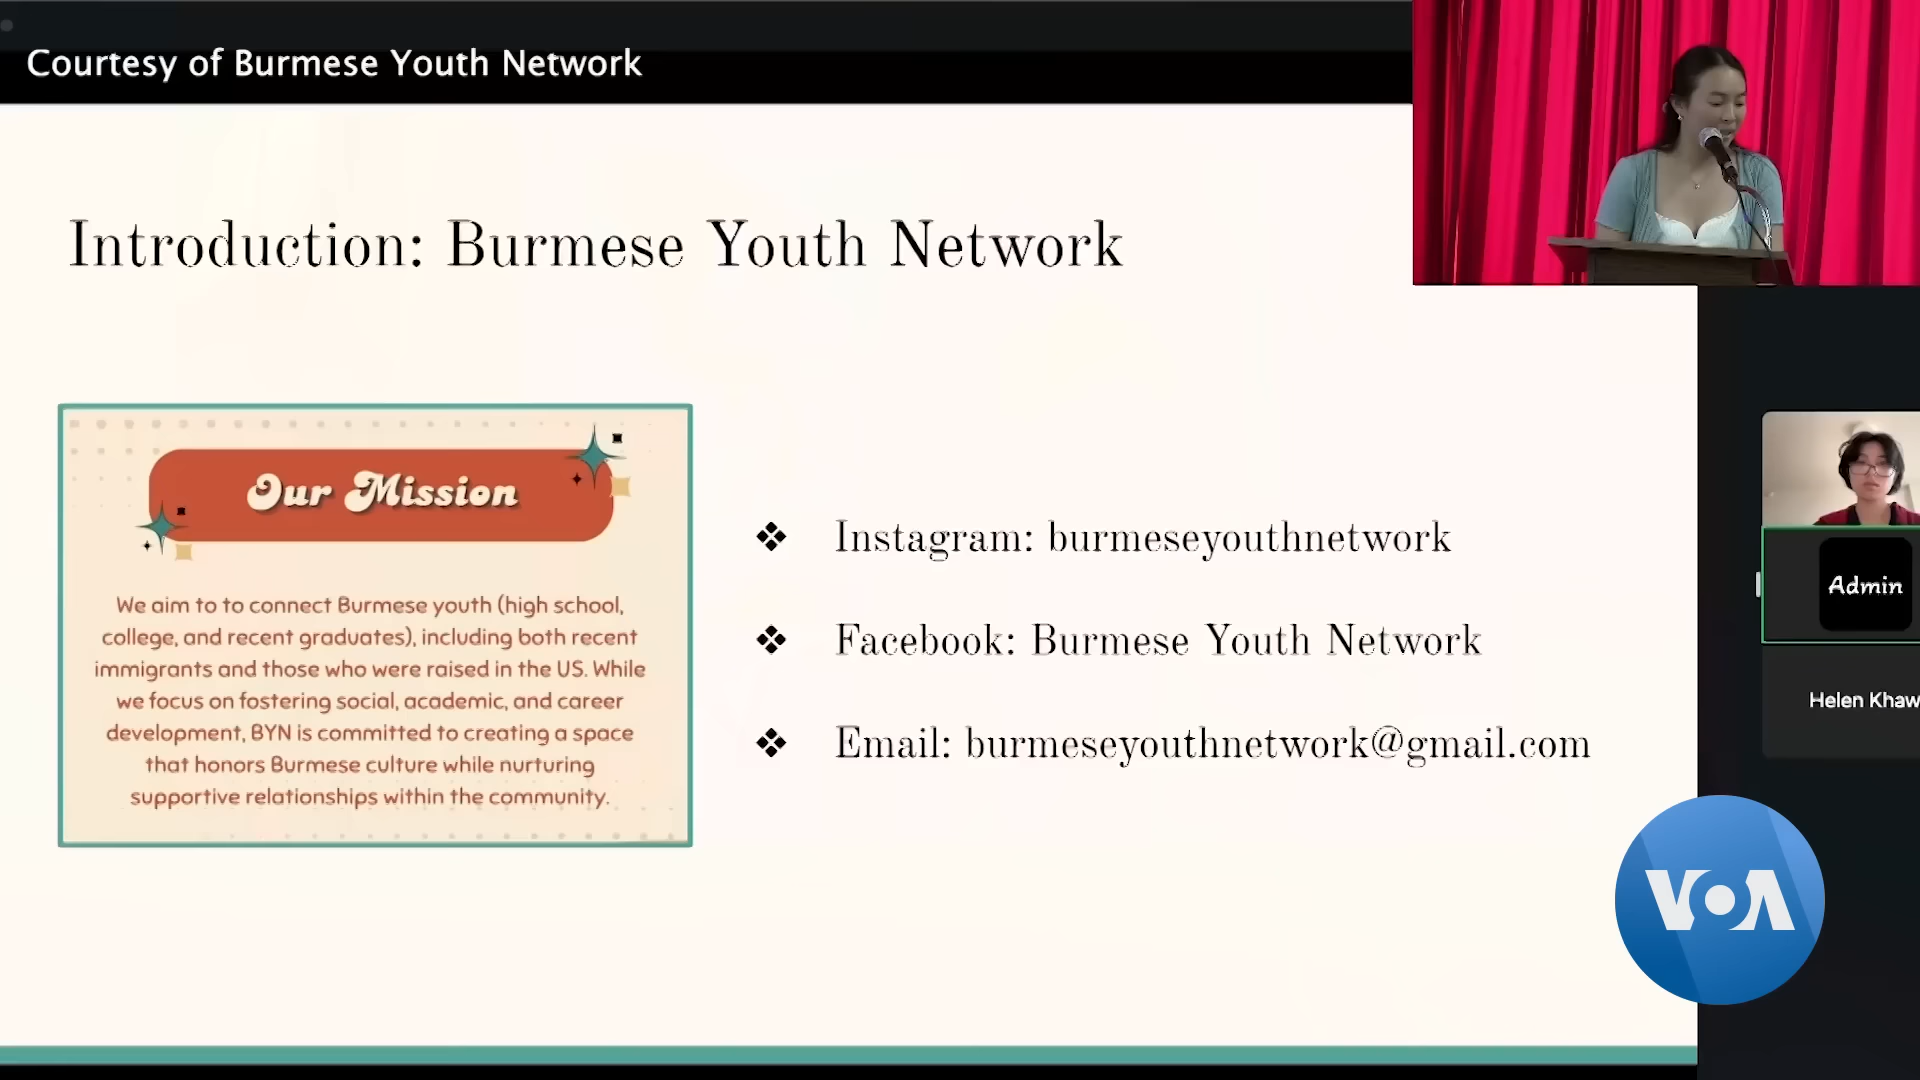 Courtesy of Burmese Youth Network
Introduction: Burmese Youth Network
Our Mission
We aim to to connect Burmese youth (high school,
college, and recent graduates), including both recent
immigrants and those who were raised in the US. While
we focus on fostering social, academic, and career
development, BYN is committed to creating a space
that honors Burmese culture while nurturing
supportive relationships within the community.
❖ Instagram: burmeseyouthnetwork
❖ Facebook: Burmese Youth Network
❖ Email: burmeseyouthnetwork@gmail.com
Admin
Helen Khaw
VOA